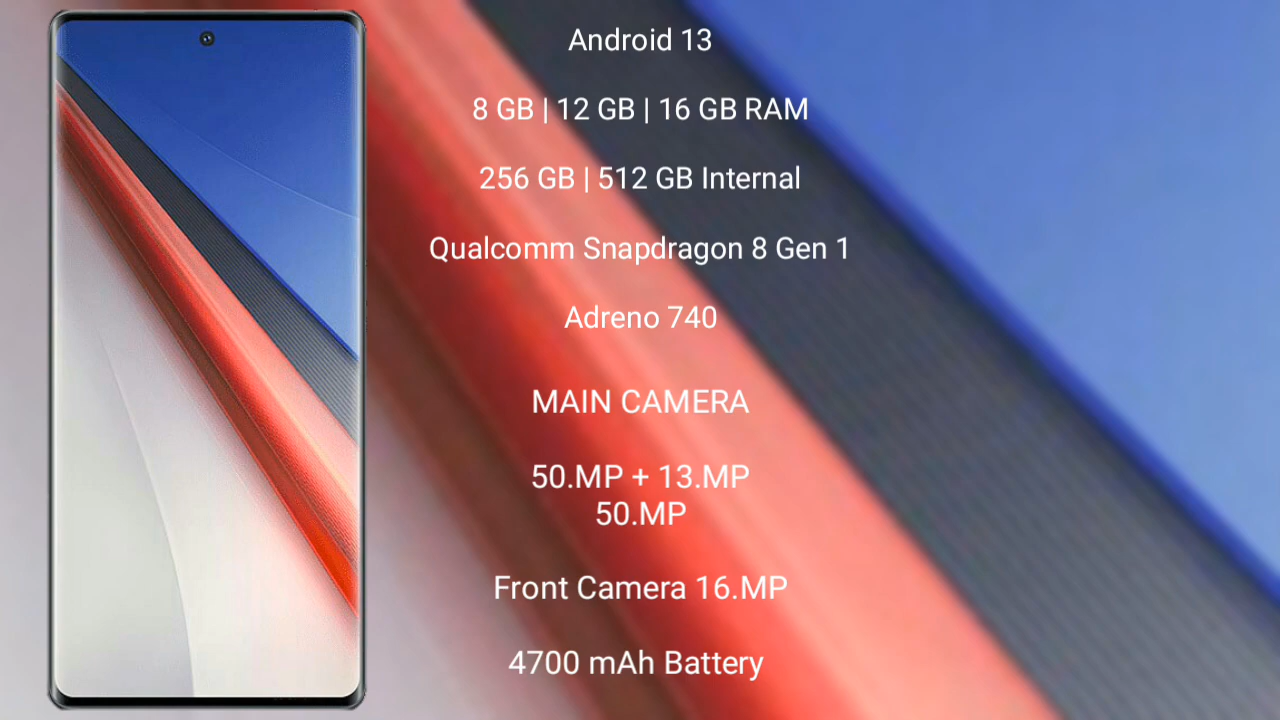 Android 13
8 GB | 12 GB | 16 GB RAM
256 GB | 512 GB Internal
Qualcomm Snapdragon 8 Gen 1
Adreno 740
MAIN CAMERA
50.MP + 13.MP
50.MP
Front Camera 16.MP
4700 mAh Battery